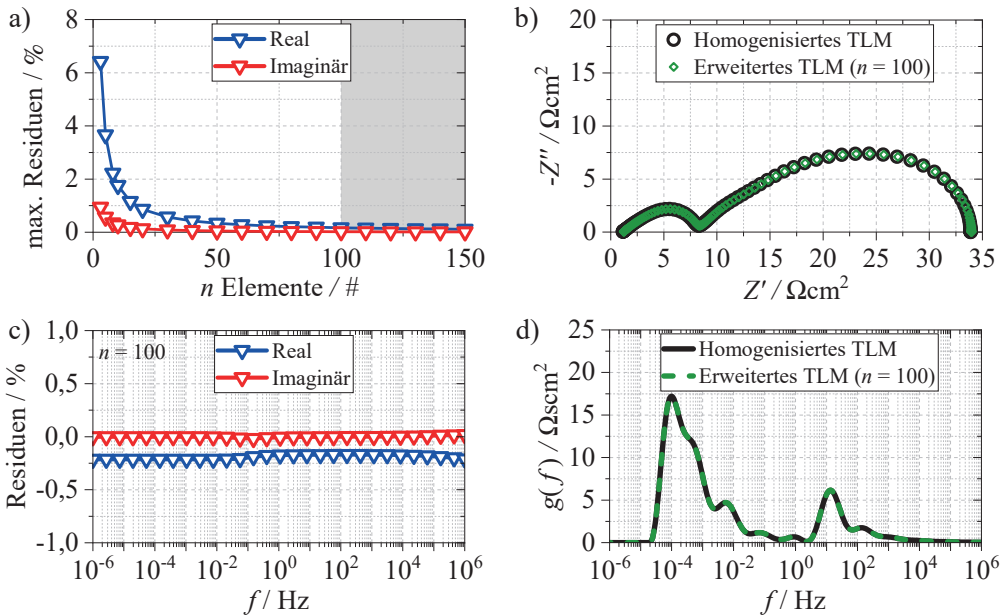 a)
max. Residuen / %
8
6
4
2
0
Real
Imaginär
0 50 100 150
n Elemente / #
b)
-Z'' / Ωcm²
20
15
10
5
0
Homogenisiertes TLM
Erweitertes TLM (n = 100)
0 5 10 15 20 25 30 35
Z' / Ωcm²
c)
Residuen / %
1,0
0,5
0,0
-0,5
-1,0
n = 100
Real
Imaginär
10⁻⁶ 10⁻⁴ 10⁻² 10⁰ 10² 10⁴ 10⁶
f / Hz
d)
g(f) / Ωscm²
25
20
15
10
5
0
Homogenisiertes TLM
Erweitertes TLM (n = 100)
10⁻⁶ 10⁻⁴ 10⁻² 10⁰ 10² 10⁴ 10⁶
f / Hz